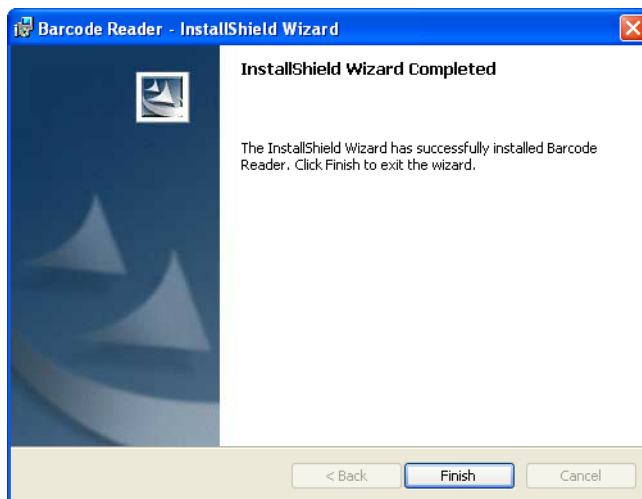 Barcode Reader - InstallShield Wizard
InstallShield Wizard Completed
The InstallShield Wizard has successfully installed Barcode
Reader. Click Finish to exit the wizard.
< Back
Finish
Cancel